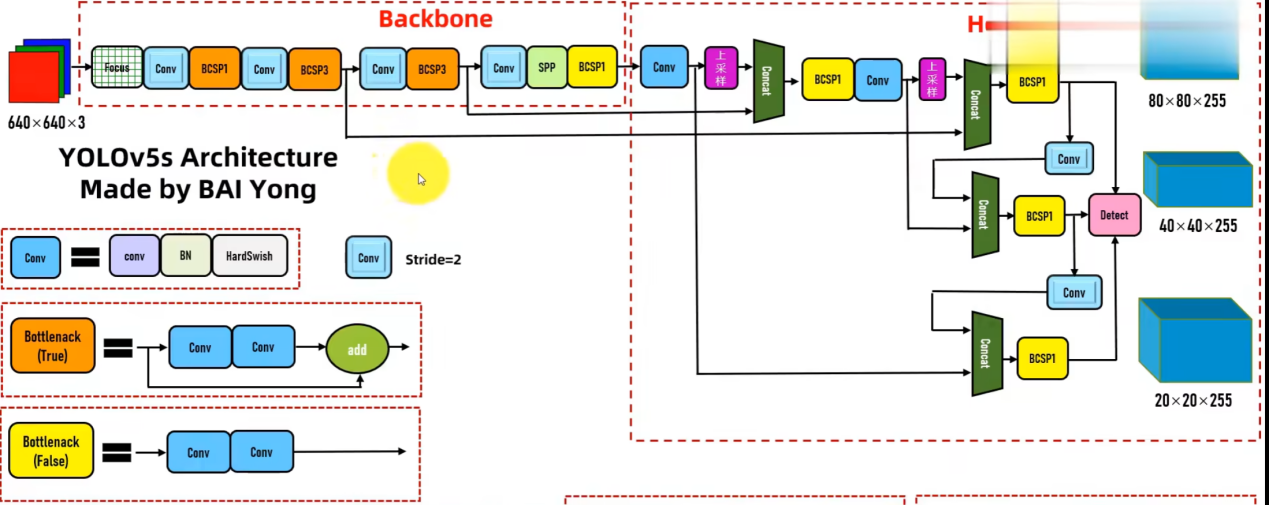 Backbone
H
Focus
Conv
BCSP1
Conv
BCSP3
Conv
BCSP3
Conv
SPP
BCSP1
Conv
上采样
Concat
BCSP1
Conv
上采样
Concat
BCSP1
80×80×255
640×640×3
YOLOv5s Architecture
Made by BAI Yong
Conv
Concat
BCSP1
Detect
40×40×255
Conv
=
conv
BN
HardSwish
Conv
Stride=2
Conv
Bottlenack
(True)
=
Conv
Conv
add
Concat
BCSP1
20×20×255
Bottlenack
(False)
=
Conv
Conv